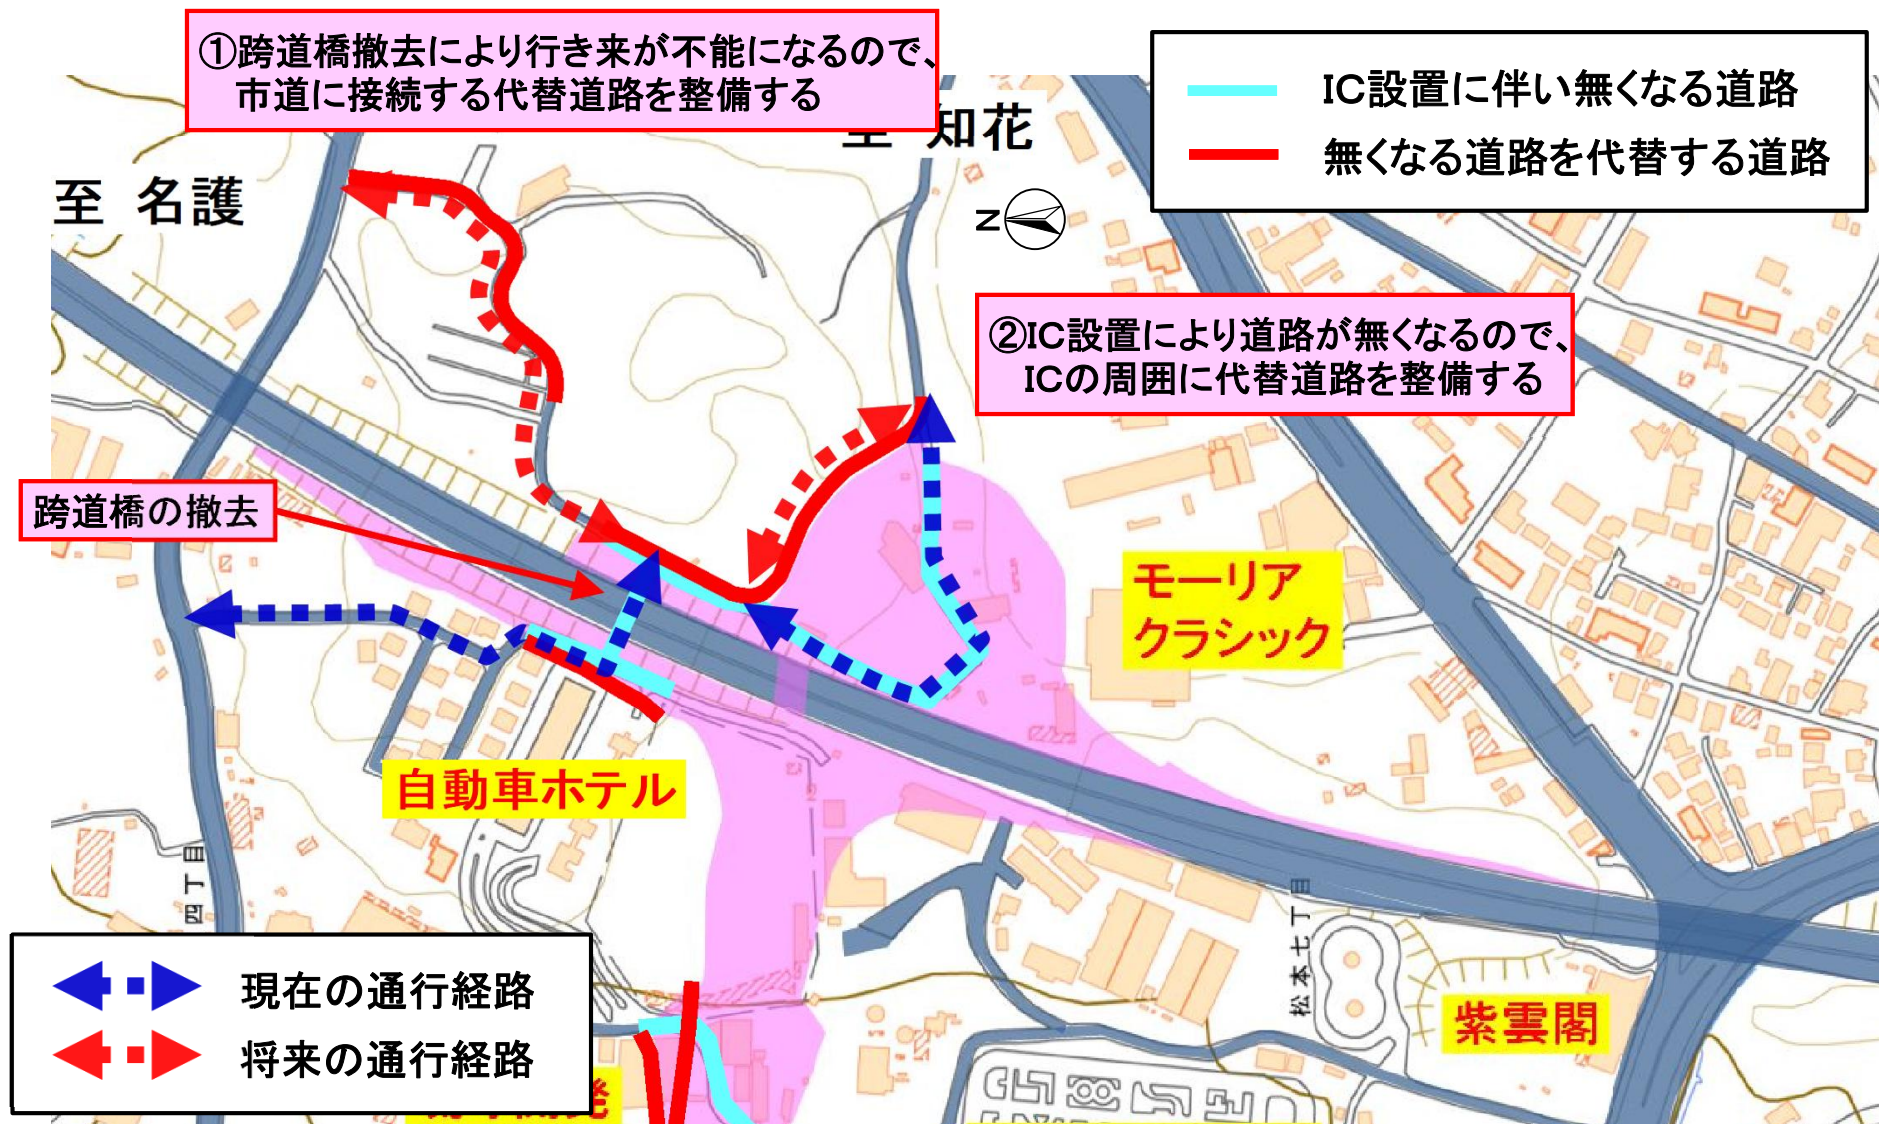 ①跨道橋撤去により行き来が不能になるので、
市道に接続する代替道路を整備する
IC設置に伴い無くなる道路
無くなる道路を代替する道路
至 知花
至 名護
N
②IC設置により道路が無くなるので、
ICの周囲に代替道路を整備する
跨道橋の撤去
モーリア
クラシック
自動車ホテル
四丁目
松本七丁目
紫雲閣
現在の通行経路
将来の通行経路